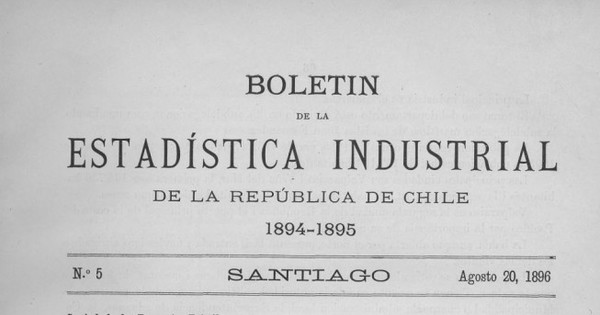 BOLETIN
DE LA
ESTADÍSTICA INDUSTRIAL
DE LA REPÚBLICA DE CHILE
1894-1895
N.º 5 SANTIAGO Agosto 20, 1896